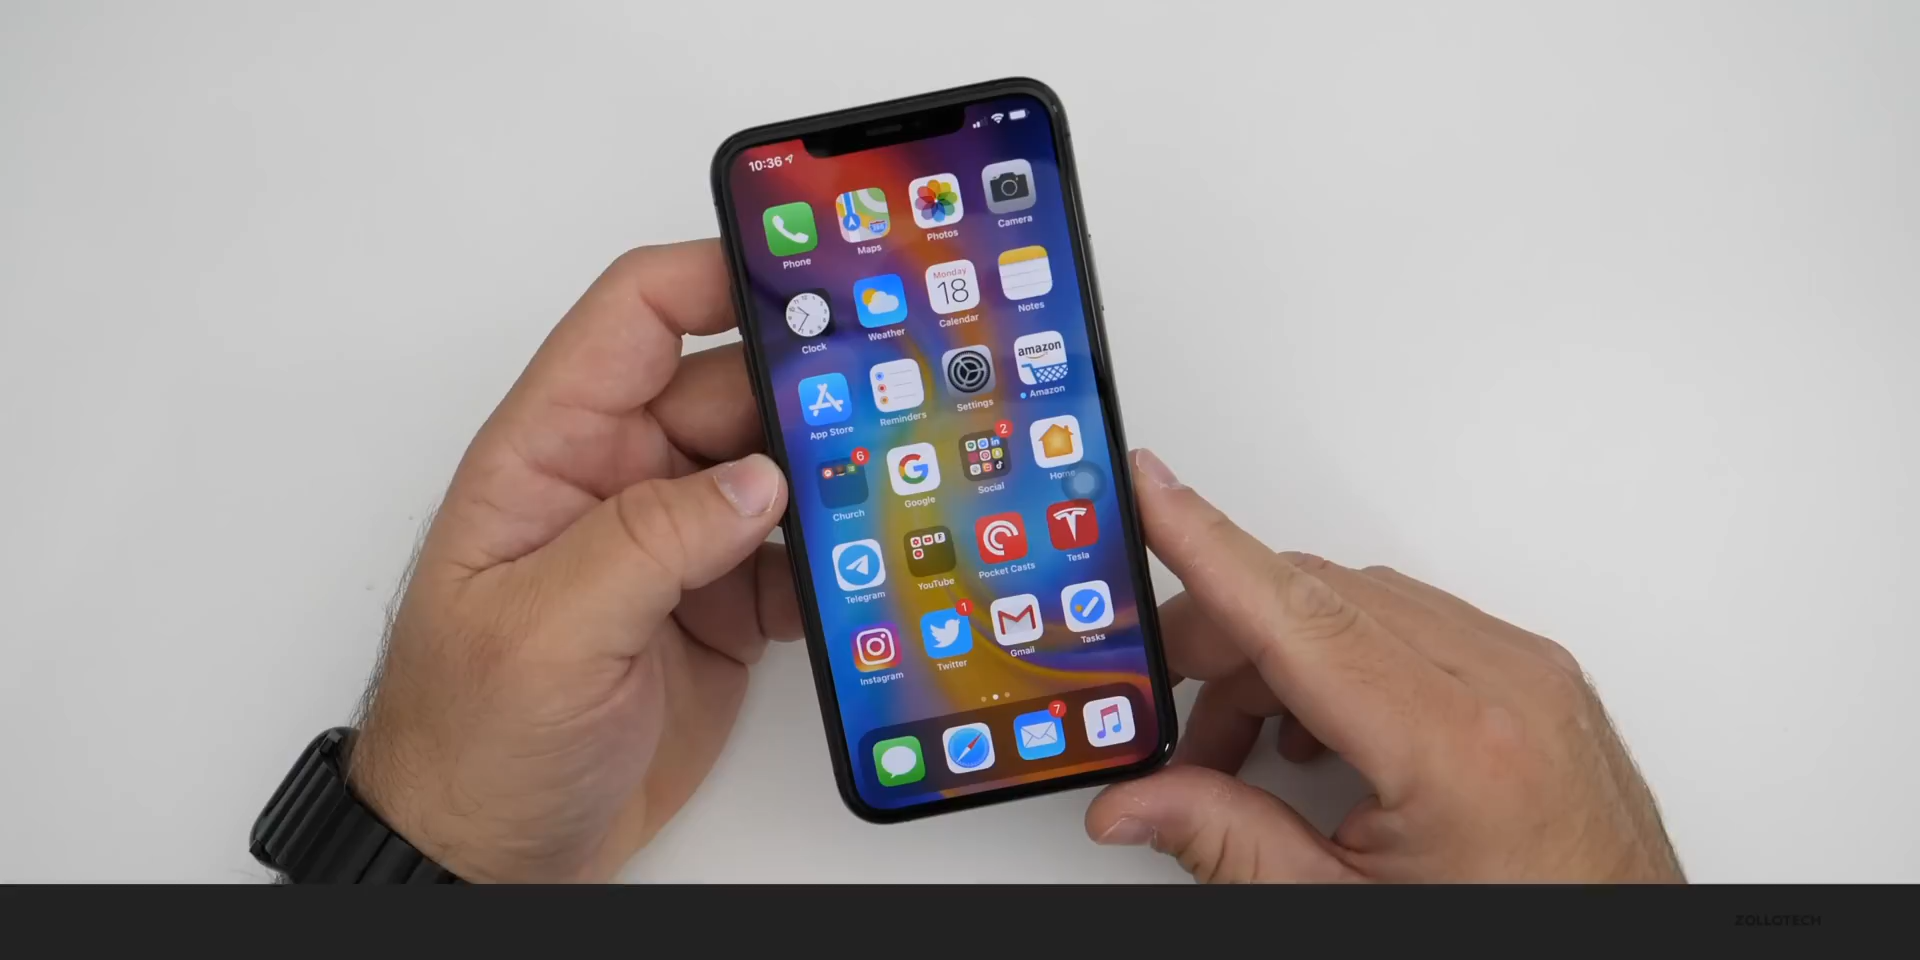 10:36
Phone
Maps
Photos
Camera
Clock
Weather
Monday
18
Calendar
Notes
App Store
Reminders
Settings
amazon
Amazon
6
Church
Google
2
Social
Home
Telegram
YouTube
Pocket Casts
Tesla
Instagram
1
Twitter
Gmail
Tasks
7
ZOLLOTECH